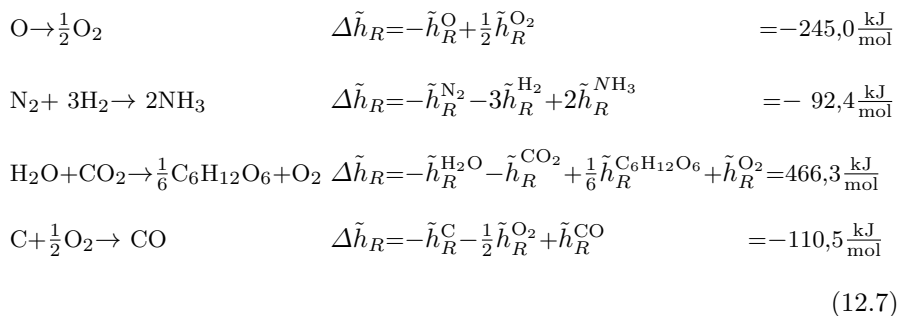 O→½O₂ Δh̃_R=−h̃_R^O+½h̃_R^{O₂} =−245,0 kJ/mol
N₂+ 3H₂→ 2NH₃ Δh̃_R=−h̃_R^{N₂}−3h̃_R^{H₂}+2h̃_R^{NH₃} =− 92,4 kJ/mol
H₂O+CO₂→⅙C₆H₁₂O₆+O₂ Δh̃_R=−h̃_R^{H₂O}−h̃_R^{CO₂}+⅙h̃_R^{C₆H₁₂O₆}+h̃_R^{O₂}=466,3 kJ/mol
C+½O₂→ CO Δh̃_R=−h̃_R^C−½h̃_R^{O₂}+h̃_R^{CO} =−110,5 kJ/mol
(12.7)